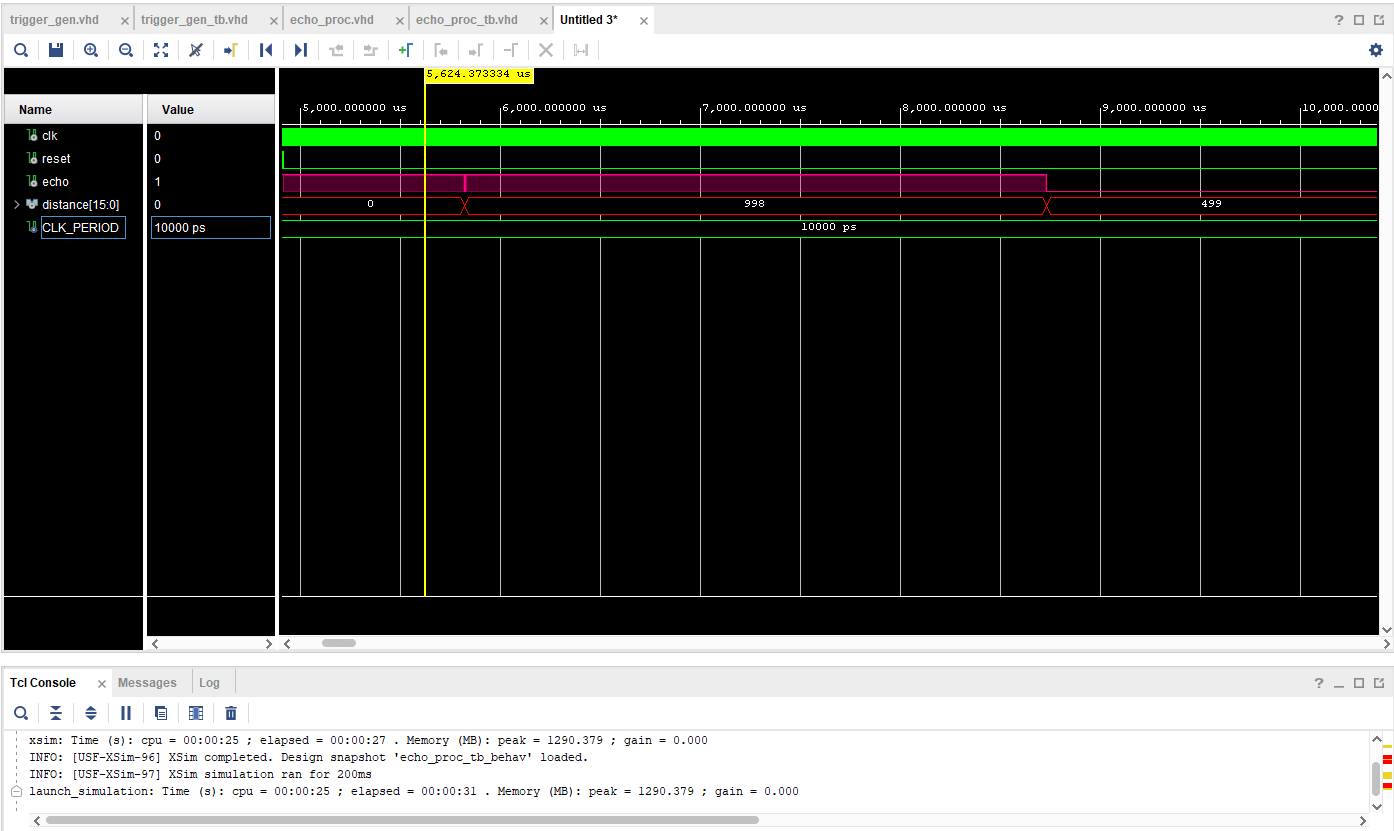 trigger_gen.vhd × trigger_gen_tb.vhd × echo_proc.vhd × echo_proc_tb.vhd × Untitled 3* ×
5,624.373334 us
Name Value
5,000.000000 us 6,000.000000 us 7,000.000000 us 8,000.000000 us 9,000.000000 us 10,000.0000
clk 0
reset 0
echo 1
distance[15:0] 0 0 998 499
CLK_PERIOD 10000 ps 10000 ps
Tcl Console × Messages Log
xsim: Time (s): cpu = 00:00:25 ; elapsed = 00:00:27 . Memory (MB): peak = 1290.379 ; gain = 0.000
INFO: [USF-XSim-96] XSim completed. Design snapshot 'echo_proc_tb_behav' loaded.
INFO: [USF-XSim-97] XSim simulation ran for 200ms
launch_simulation: Time (s): cpu = 00:00:25 ; elapsed = 00:00:31 . Memory (MB): peak = 1290.379 ; gain = 0.000